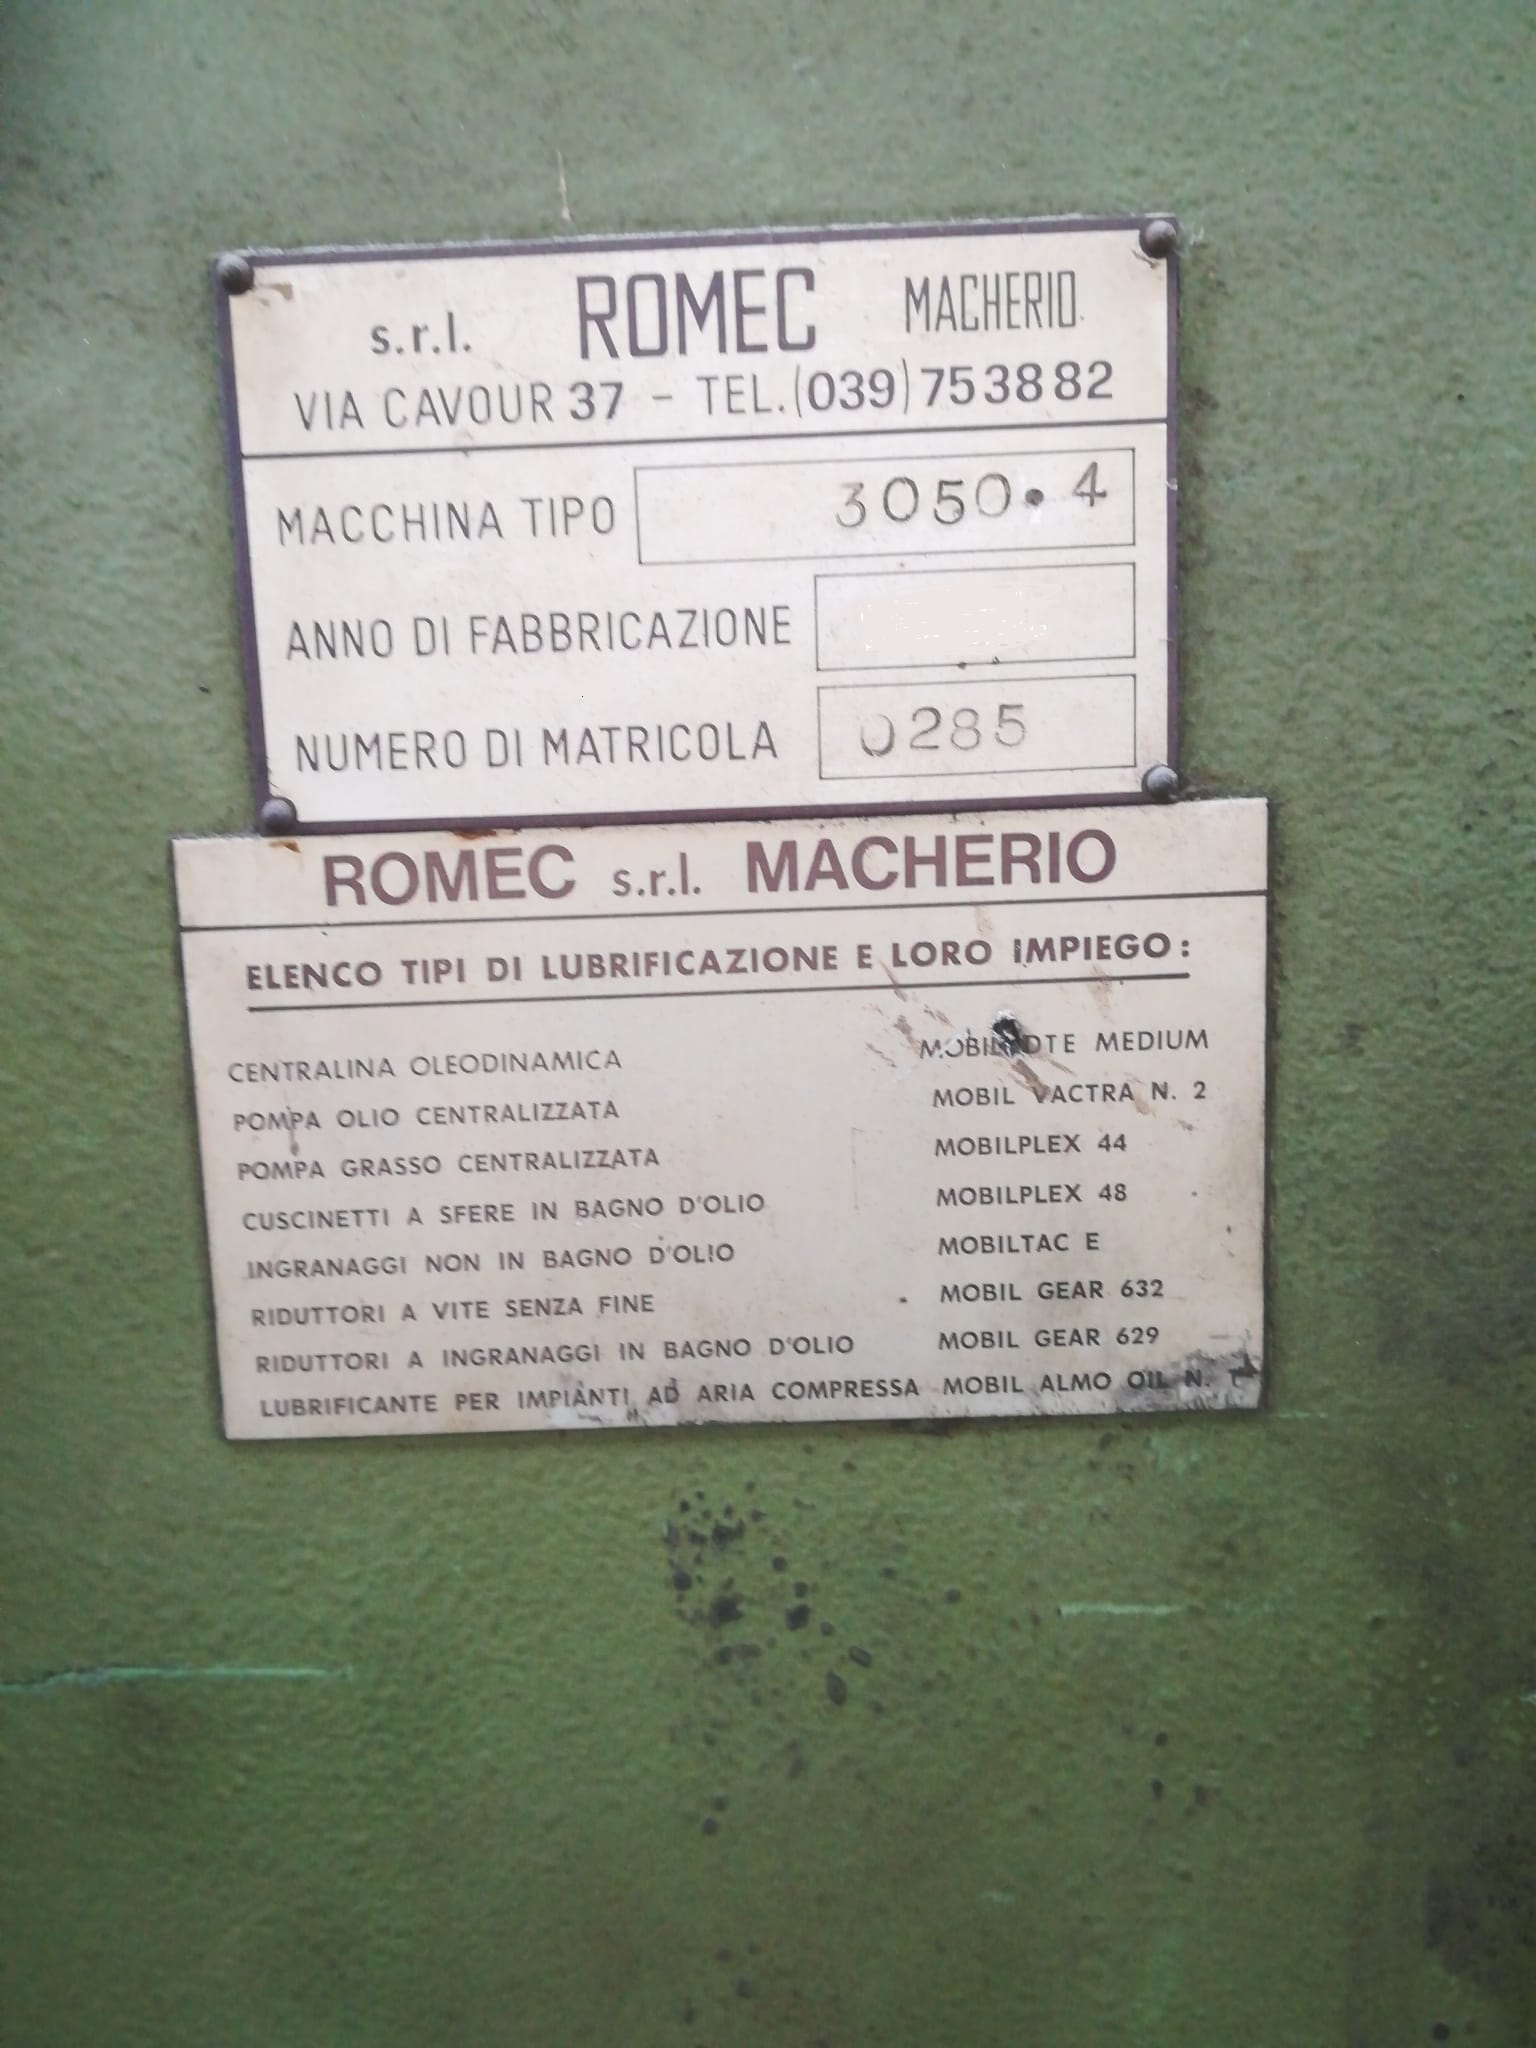 s.r.l. ROMEC MACHERIO
VIA CAVOUR 37 - TEL. (039) 753882
MACCHINA TIPO 3050.4
ANNO DI FABBRICAZIONE
NUMERO DI MATRICOLA 0285
ROMEC s.r.l. MACHERIO
ELENCO TIPI DI LUBRIFICAZIONE E LORO IMPIEGO:
CENTRALINA OLEODINAMICA MEDIUM
POMPA OLIO CENTRALIZZATA MOBIL VACTRA N. 2
POMPA GRASSO CENTRALIZZATA MOBILPLEX 44
CUSCINETTI A SFERE IN BAGNO D'OLIO MOBILPLEX 48
INGRANAGGI NON IN BAGNO D'OLIO MOBILTAC E
RIDUTTORI A VITE SENZA FINE MOBIL GEAR 632
RIDUTTORI A INGRANAGGI IN BAGNO D'OLIO MOBIL GEAR 629
LUBRIFICANTE PER IMPIANTI AD ARIA COMPRESSA MOBIL ALMO OIL N.